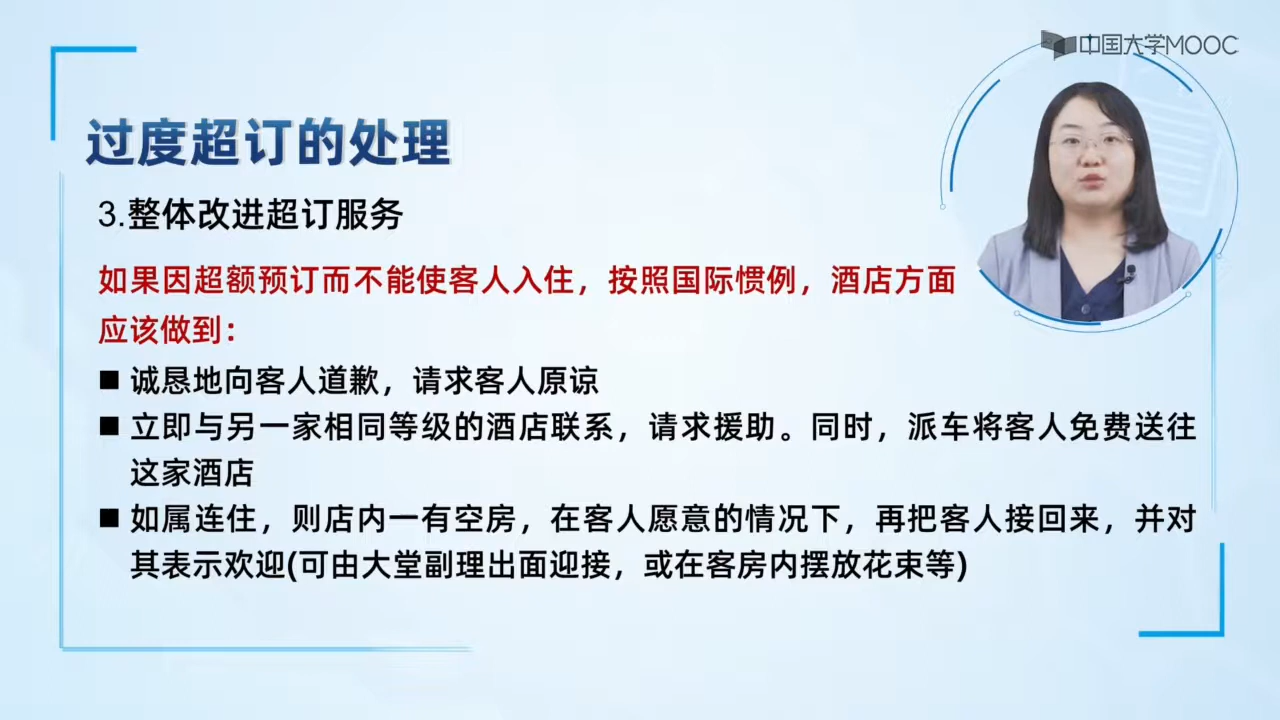 中国大学MOOC
过度超订的处理
3.整体改进超订服务
如果因超额预订而不能使客人入住，按照国际惯例，酒店方面
应该做到：
■ 诚恳地向客人道歉，请求客人原谅
■ 立即与另一家相同等级的酒店联系，请求援助。同时，派车将客人免费送往
这家酒店
■ 如属连住，则店内一有空房，在客人愿意的情况下，再把客人接回来，并对
其表示欢迎(可由大堂副理出面迎接，或在客房内摆放花束等)